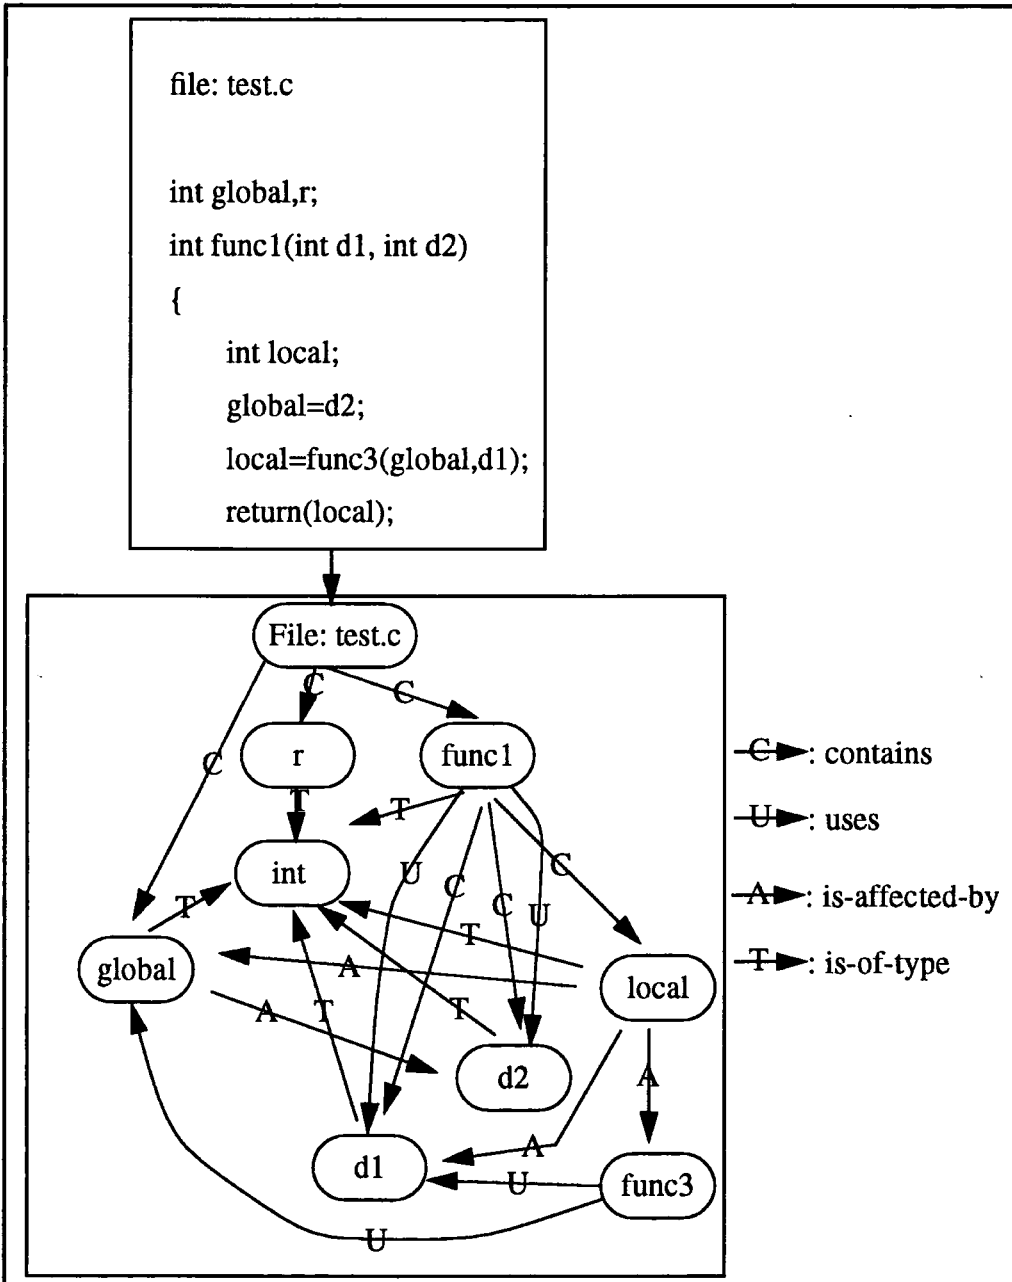 file: test.c
int global,r;
int func1(int d1, int d2)
{
int local;
global=d2;
local=func3(global,d1);
return(local);
File: test.c
C
C
C
r
func1
C : contains
T
T
U : uses
int
U
C
C
U
C
A : is-affected-by
T
T
global
A
local
T : is-of-type
A
T
T
d2
A
d1
A
U
func3
U